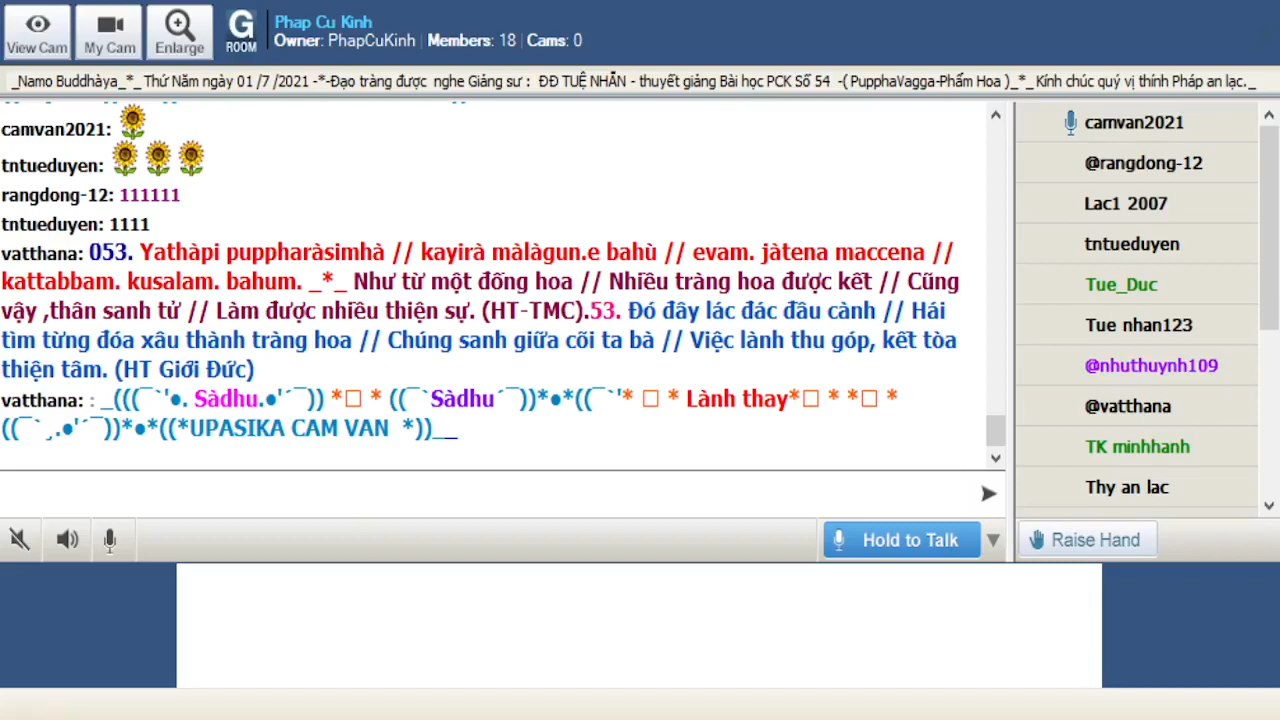 View Cam
My Cam
Enlarge
G
ROOM
Phap Cu Kinh
Owner: PhapCuKinh | Members: 18 | Cams: 0
_Namo Buddhàya_*_ Thứ Năm ngày 01 /7 /2021 -*-Đạo tràng được nghe Giảng sư : ĐĐ TUỆ NHẪN - thuyết giảng Bài học PCK Số 54 -( PupphaVagga-Phẩm Hoa )_*_Kính chúc quý vị thính Pháp an lạc._
camvan2021:
tntueduyen:
rangdong-12: 111111
tntueduyen: 1111
vatthana: 053. Yathàpi puppharàsimhà // kayirà màlàgun.e bahù // evam. jàtena maccena //
kattabbam. kusalam. bahum. _*_ Như từ một đống hoa // Nhiều tràng hoa được kết // Cũng
vậy ,thân sanh tử // Làm được nhiều thiện sự. (HT-TMC).53. Đó đây lác đác đầu cành // Hái
tìm từng đóa xâu thành tràng hoa // Chúng sanh giữa cõi ta bà // Việc lành thu góp, kết tòa
thiện tâm. (HT Giới Đức)
vatthana: : _(((¯`'●. Sàdhu.●'´¯)) *□ * ((¯`Sàdhu´¯))*●*((¯`'* □ * Lành thay*□ * *□ *
((¯`¸.●'´¯))*●*((*UPASIKA CAM VAN *))__
Hold to Talk
camvan2021
@rangdong-12
Lac1 2007
tntueduyen
Tue_Duc
Tue nhan123
@nhuthuynh109
@vatthana
TK minhhanh
Thy an lac
Raise Hand